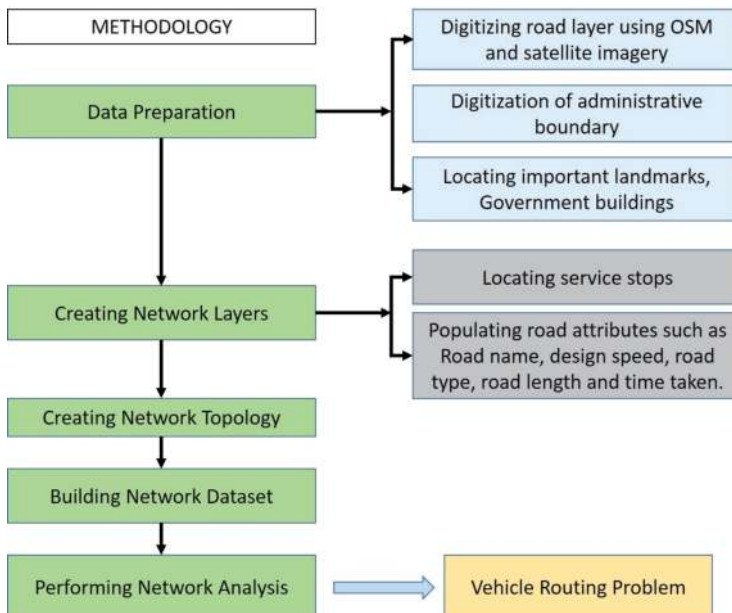 METHODOLOGY
Data Preparation
Digitizing road layer using OSM
and satellite imagery
Digitization of administrative
boundary
Locating important landmarks,
Government buildings
Creating Network Layers
Locating service stops
Populating road attributes such as
Road name, design speed, road
type, road length and time taken.
Creating Network Topology
Building Network Dataset
Performing Network Analysis
Vehicle Routing Problem